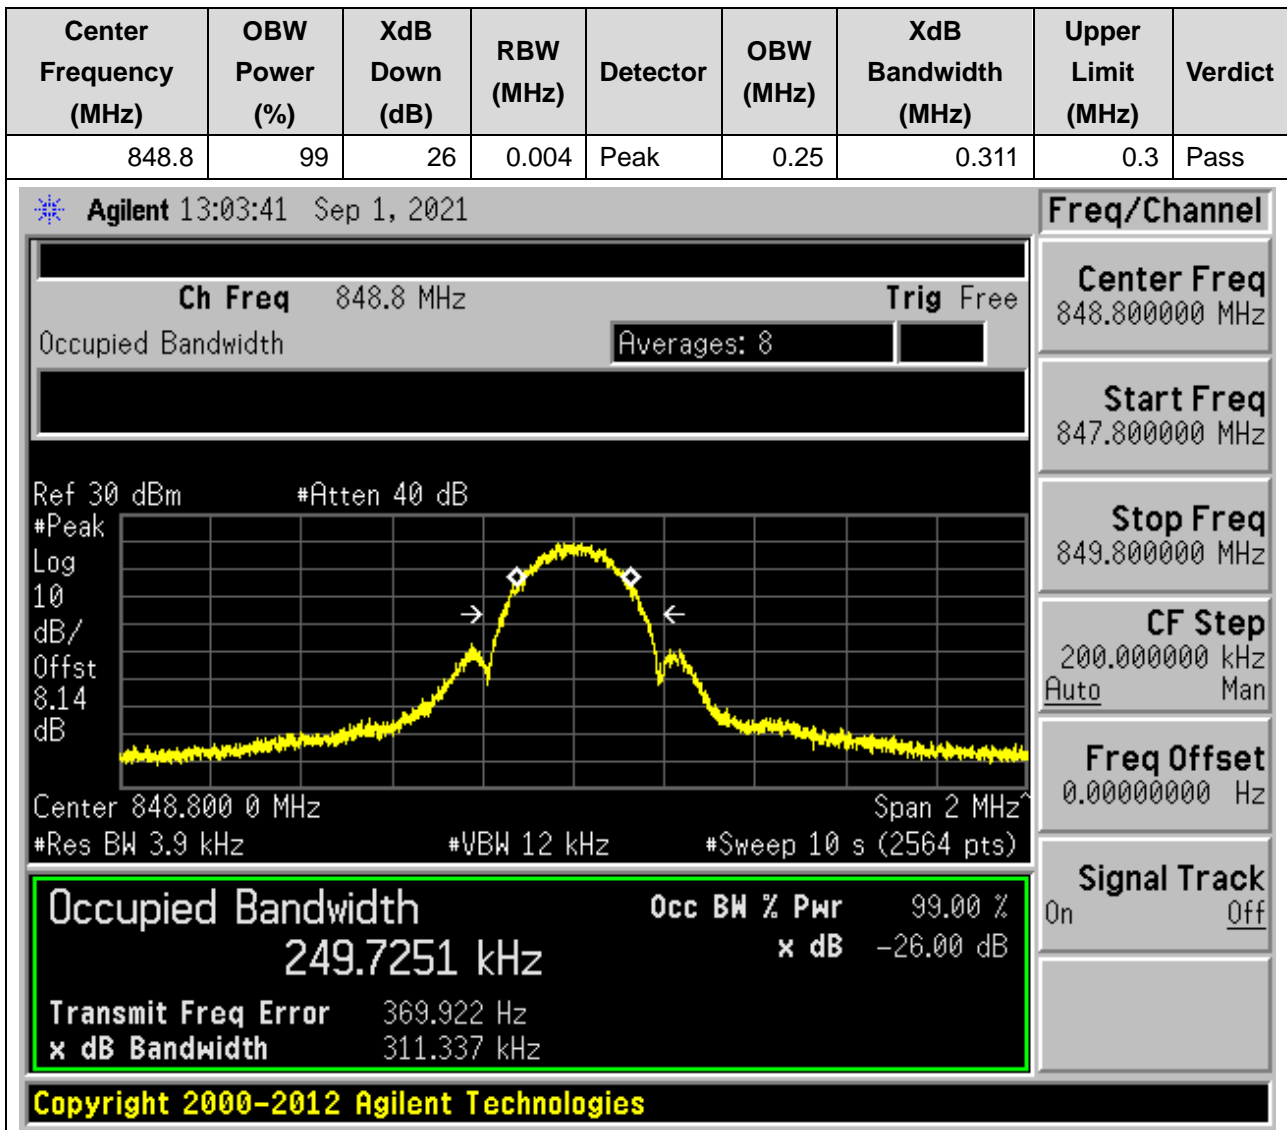 Center Frequency (MHz) OBW Power (%) XdB Down (dB) RBW (MHz) Detector OBW (MHz) XdB Bandwidth (MHz) Upper Limit (MHz) Verdict
848.8 99 26 0.004 Peak 0.25 0.311 0.3 Pass
Agilent 13:03:41 Sep 1, 2021
Freq/Channel
Ch Freq 848.8 MHz Trig Free
Occupied Bandwidth Averages: 8
Center Freq
848.800000 MHz
Start Freq
847.800000 MHz
Stop Freq
849.800000 MHz
CF Step
200.000000 kHz
Auto Man
Freq Offset
0.00000000 Hz
Signal Track
On Off
Ref 30 dBm #Atten 40 dB
#Peak
Log
10
dB/
Offst
8.14
dB
Center 848.800 0 MHz Span 2 MHz^
#Res BW 3.9 kHz #VBW 12 kHz #Sweep 10 s (2564 pts)
Occupied Bandwidth Occ BW % Pwr 99.00 %
249.7251 kHz x dB -26.00 dB
Transmit Freq Error 369.922 Hz
x dB Bandwidth 311.337 kHz
Copyright 2000-2012 Agilent Technologies